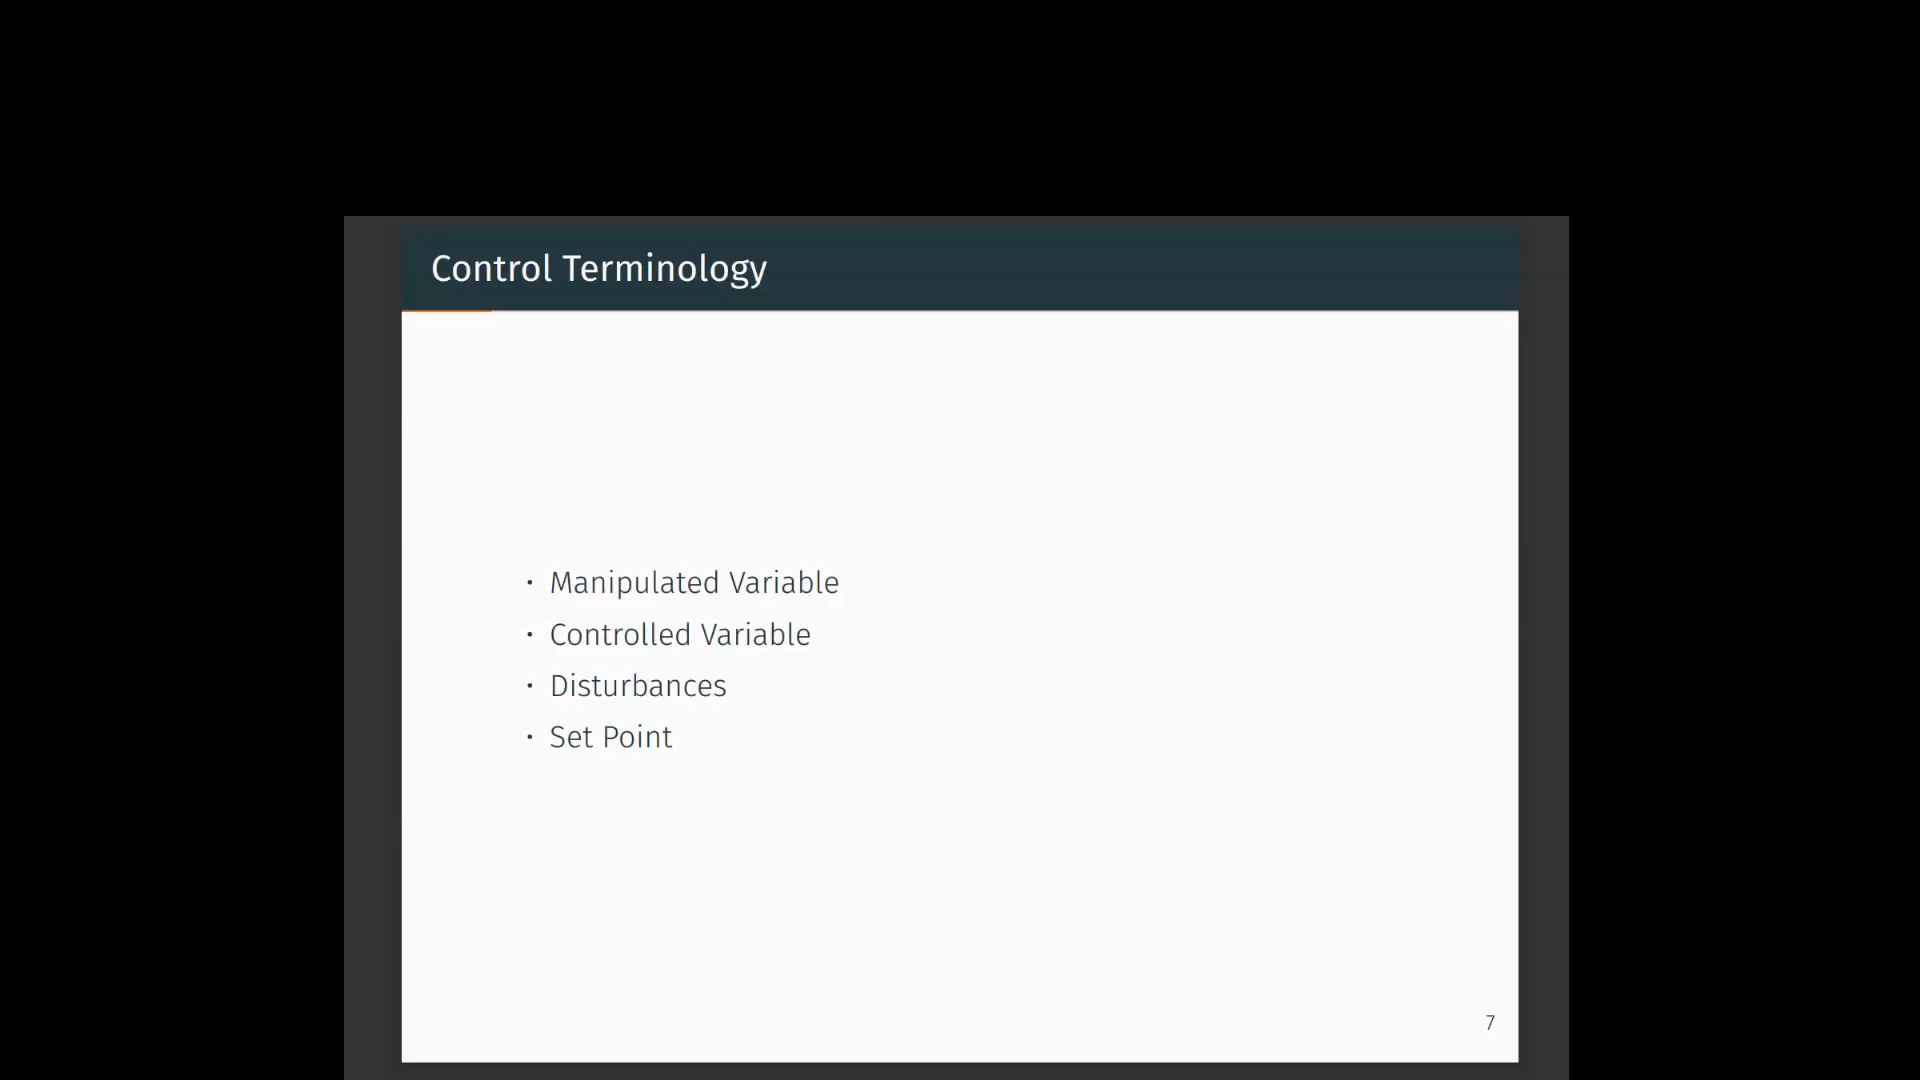 Control Terminology
• Manipulated Variable
• Controlled Variable
• Disturbances
• Set Point
7